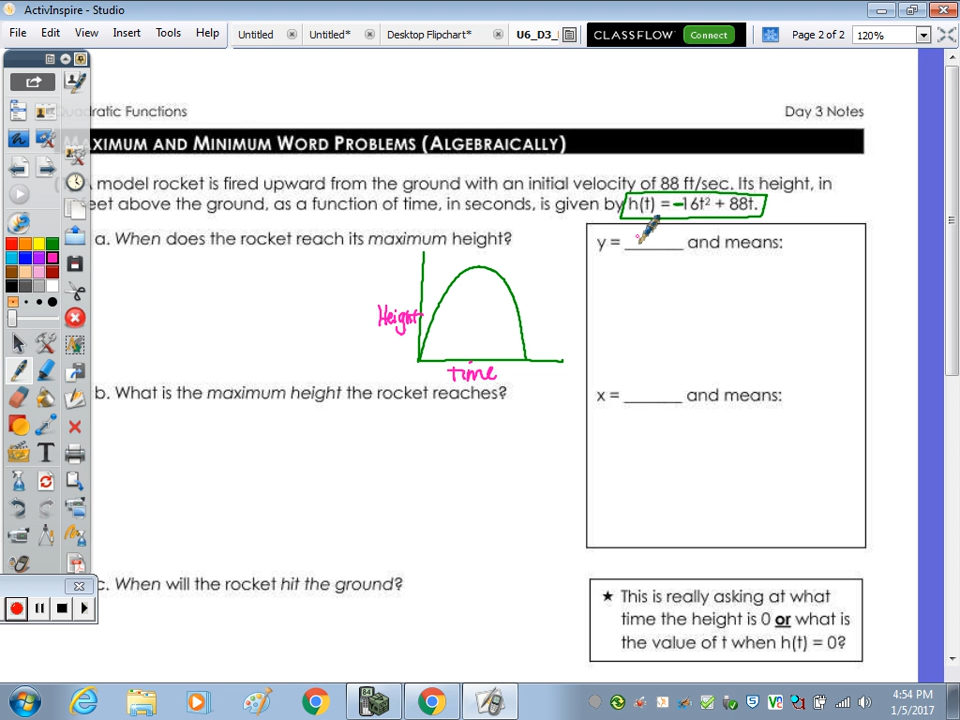 ActivInspire - Studio
File Edit View Insert Tools Help Untitled Untitled* Desktop Flipchart* U6_D3_ CLASSFLOW Connect Page 2 of 2 120%
Quadratic Functions Day 3 Notes
MAXIMUM AND MINIMUM WORD PROBLEMS (ALGEBRAICALLY)
model rocket is fired upward from the ground with an initial velocity of 88 ft/sec. Its height, in
feet above the ground, as a function of time, in seconds, is given by h(t) = -16t² + 88t.
a. When does the rocket reach its maximum height?
y = ______ and means:
Height
Time
b. What is the maximum height the rocket reaches?
x = ______ and means:
c. When will the rocket hit the ground?
★ This is really asking at what
time the height is 0 or what is
the value of t when h(t) = 0?
4:54 PM
1/5/2017